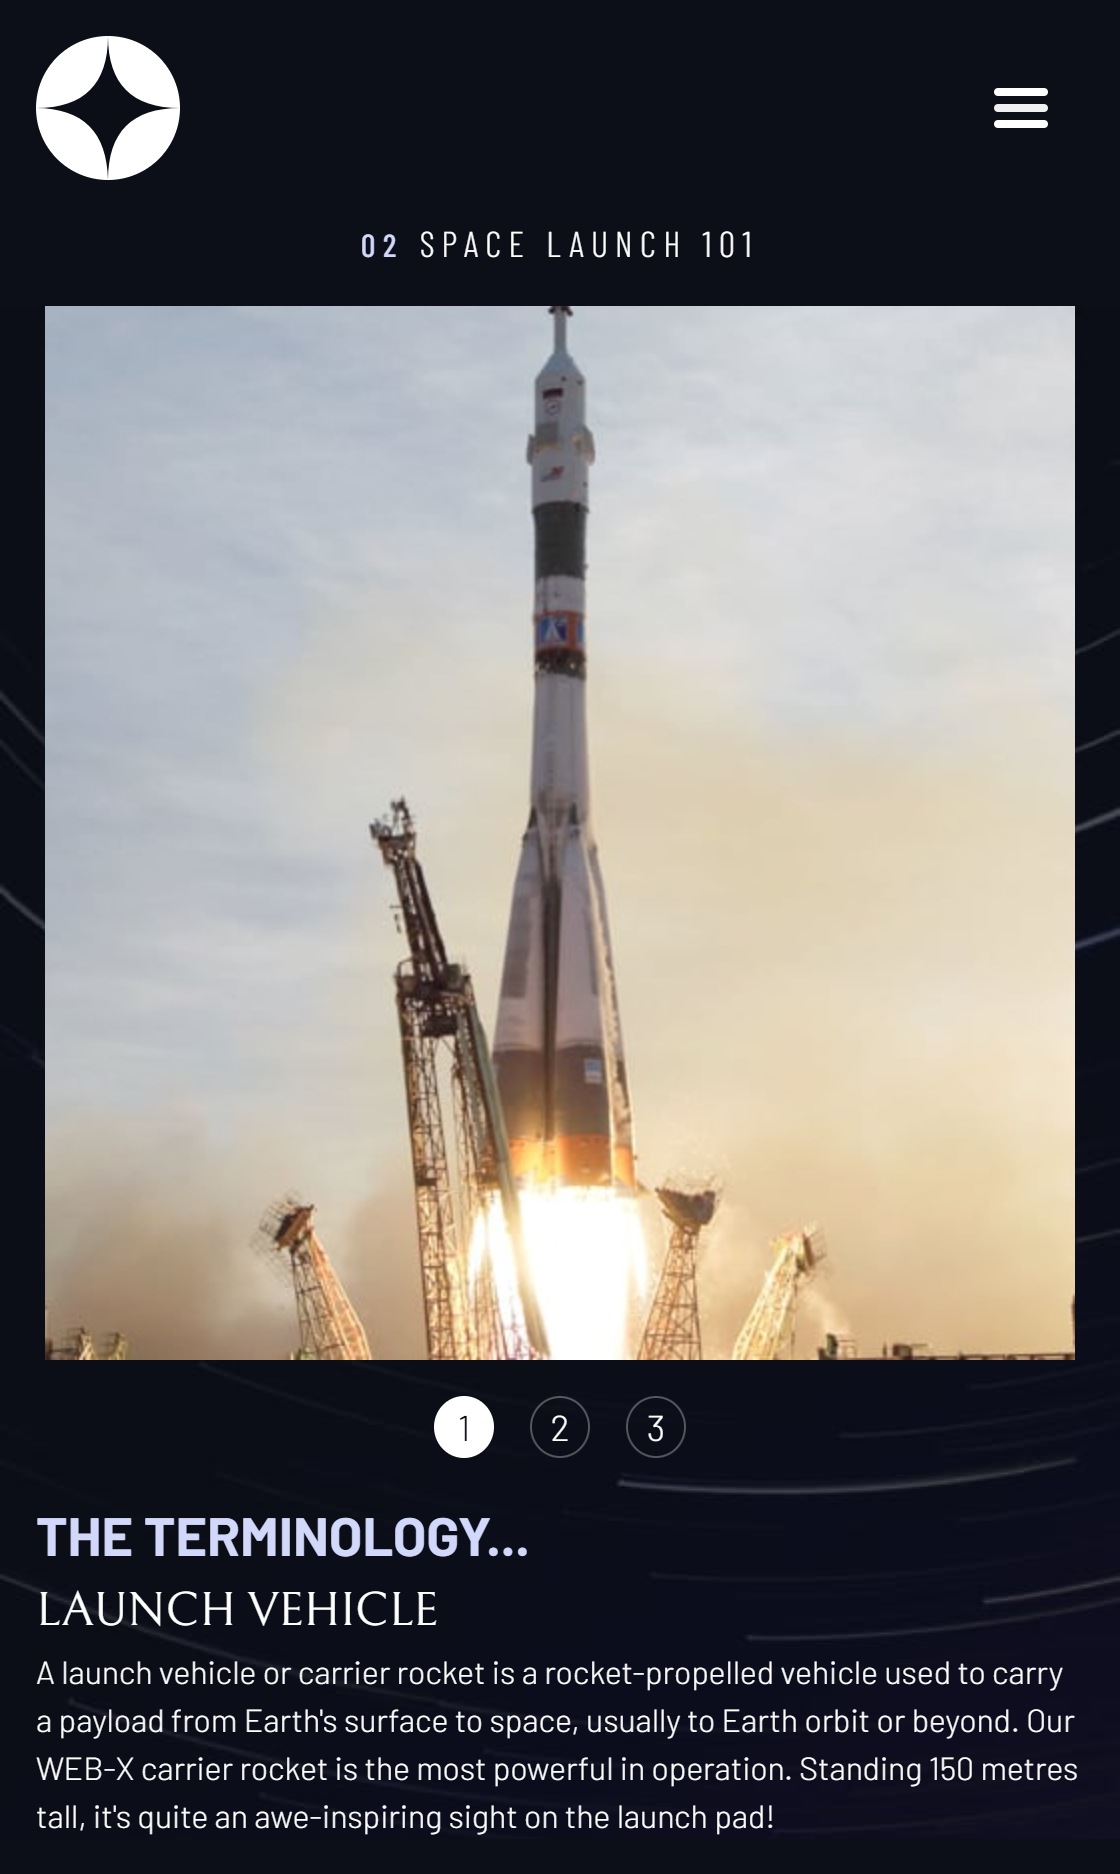 02 SPACE LAUNCH 101
1 2 3
THE TERMINOLOGY...
LAUNCH VEHICLE
A launch vehicle or carrier rocket is a rocket-propelled vehicle used to carry
a payload from Earth's surface to space, usually to Earth orbit or beyond. Our
WEB-X carrier rocket is the most powerful in operation. Standing 150 metres
tall, it's quite an awe-inspiring sight on the launch pad!